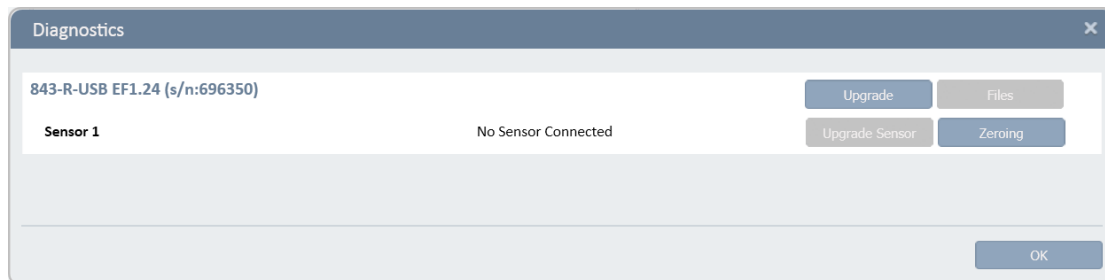 Diagnostics
843-R-USB EF1.24 (s/n:696350)
Upgrade
Files
Sensor 1
No Sensor Connected
Upgrade Sensor
Zeroing
OK